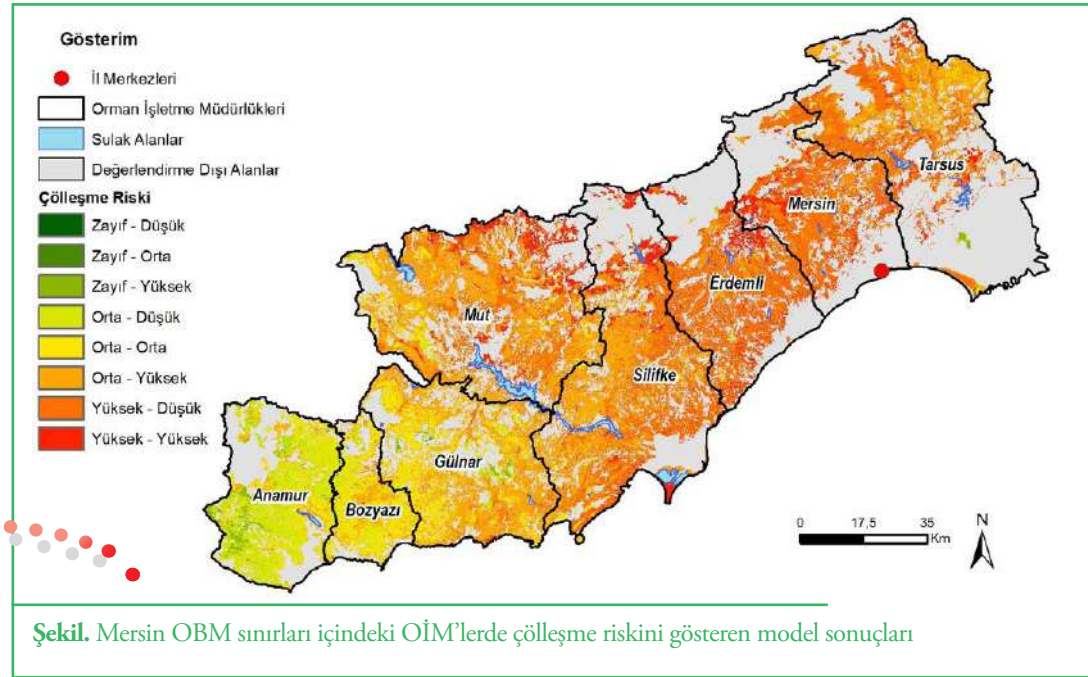 Gösterim
İl Merkezleri
Orman İşletme Müdürlükleri
Sulak Alanlar
Değerlendirme Dışı Alanlar
Çölleşme Riski
Zayıf - Düşük
Zayıf - Orta
Zayıf - Yüksek
Orta - Düşük
Orta - Orta
Orta - Yüksek
Yüksek - Düşük
Yüksek - Yüksek
Tarsus
Mersin
Erdemli
Mut
Silifke
Gülnar
Anamur
Bozyazı
0 17,5 35
Km
N
Şekil. Mersin OBM sınırları içindeki OİM'lerde çölleşme riskini gösteren model sonuçları